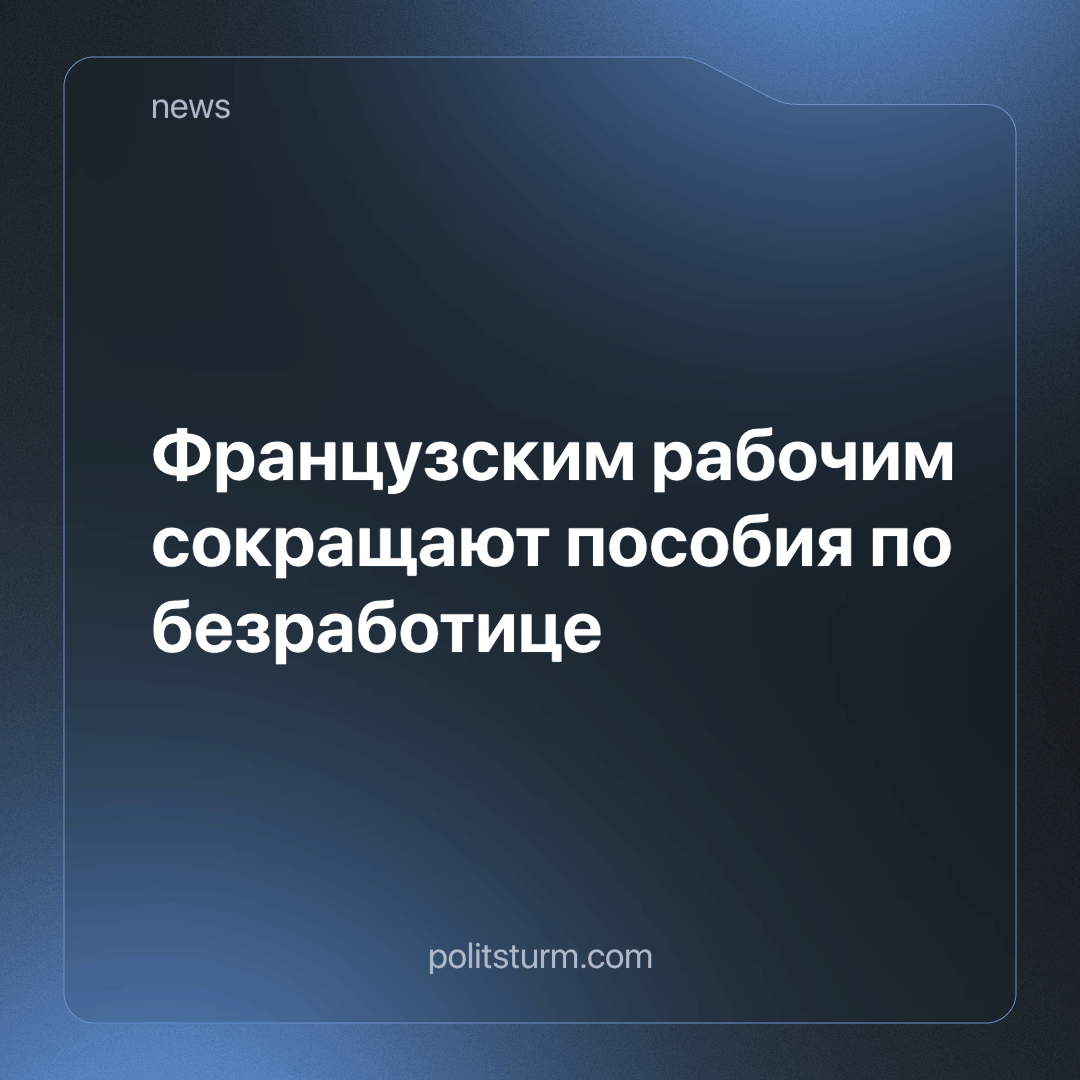 news
Французским рабочим
сокращают пособия по
безработице
politsturm.com